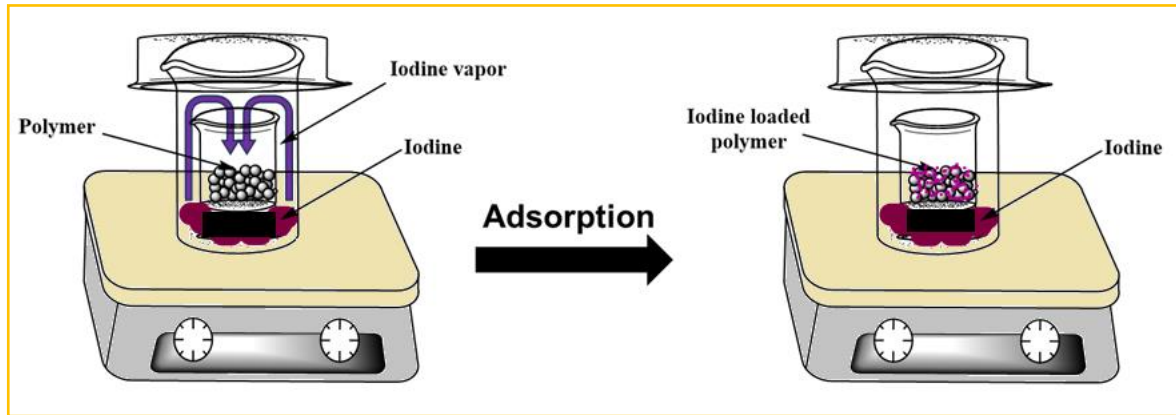 Iodine vapor
Polymer
Iodine
Adsorption
Iodine loaded
polymer
Iodine